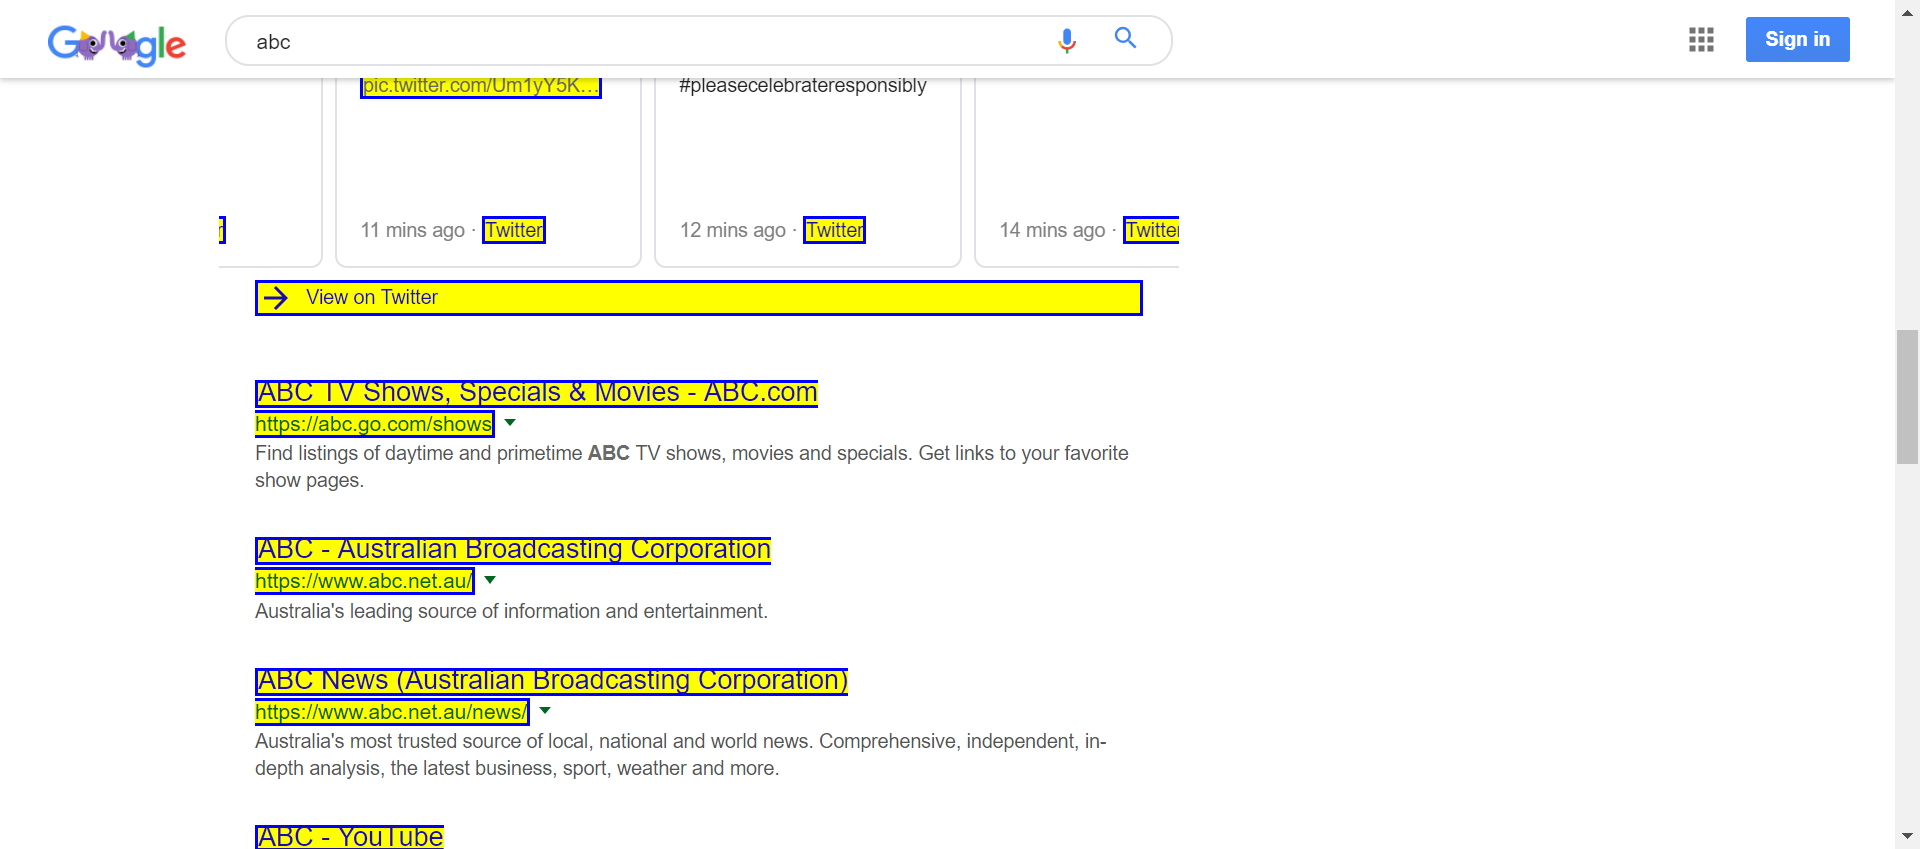 Google
abc
Sign in
pic.twitter.com/Um1yY5K...
#pleasecelebrateresponsibly
11 mins ago · Twitter
12 mins ago · Twitter
14 mins ago · Twitter
View on Twitter
ABC TV Shows, Specials & Movies - ABC.com
https://abc.go.com/shows
Find listings of daytime and primetime ABC TV shows, movies and specials. Get links to your favorite
show pages.
ABC - Australian Broadcasting Corporation
https://www.abc.net.au/
Australia's leading source of information and entertainment.
ABC News (Australian Broadcasting Corporation)
https://www.abc.net.au/news/
Australia's most trusted source of local, national and world news. Comprehensive, independent, in-
depth analysis, the latest business, sport, weather and more.
ABC - YouTube